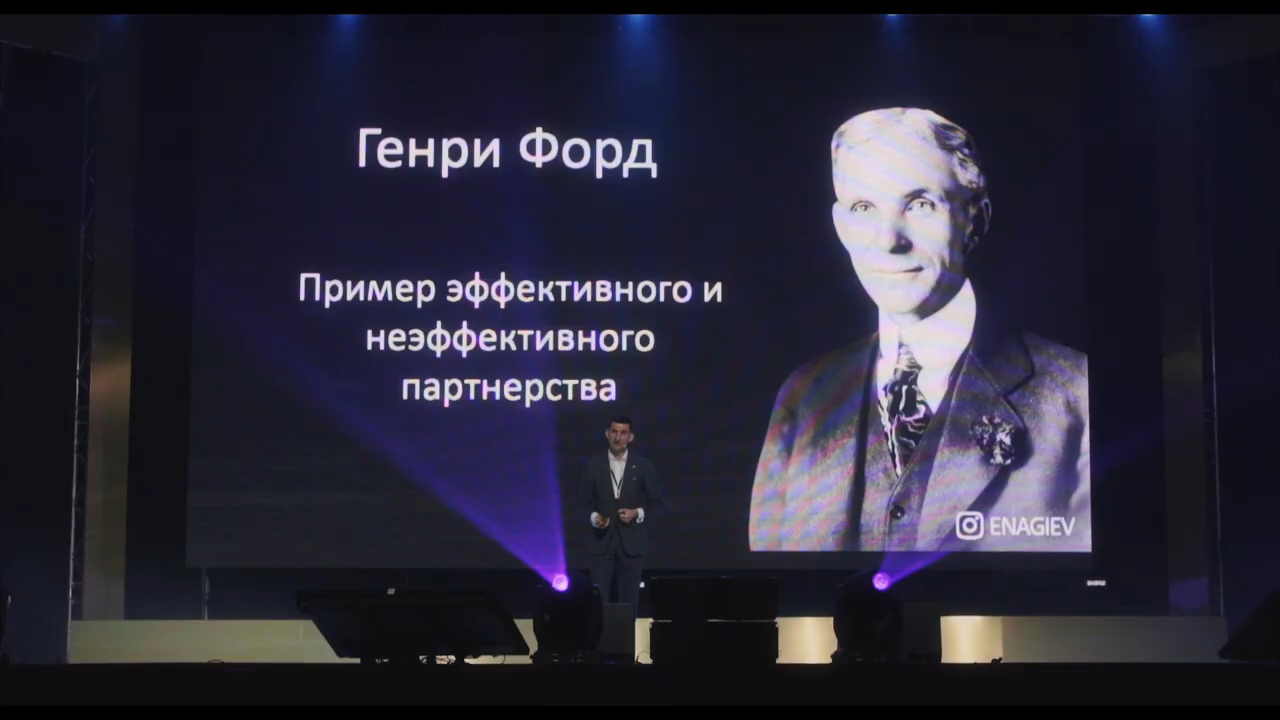 Генри Форд
Пример эффективного и
неэффективного
партнерства
ENAGIEV